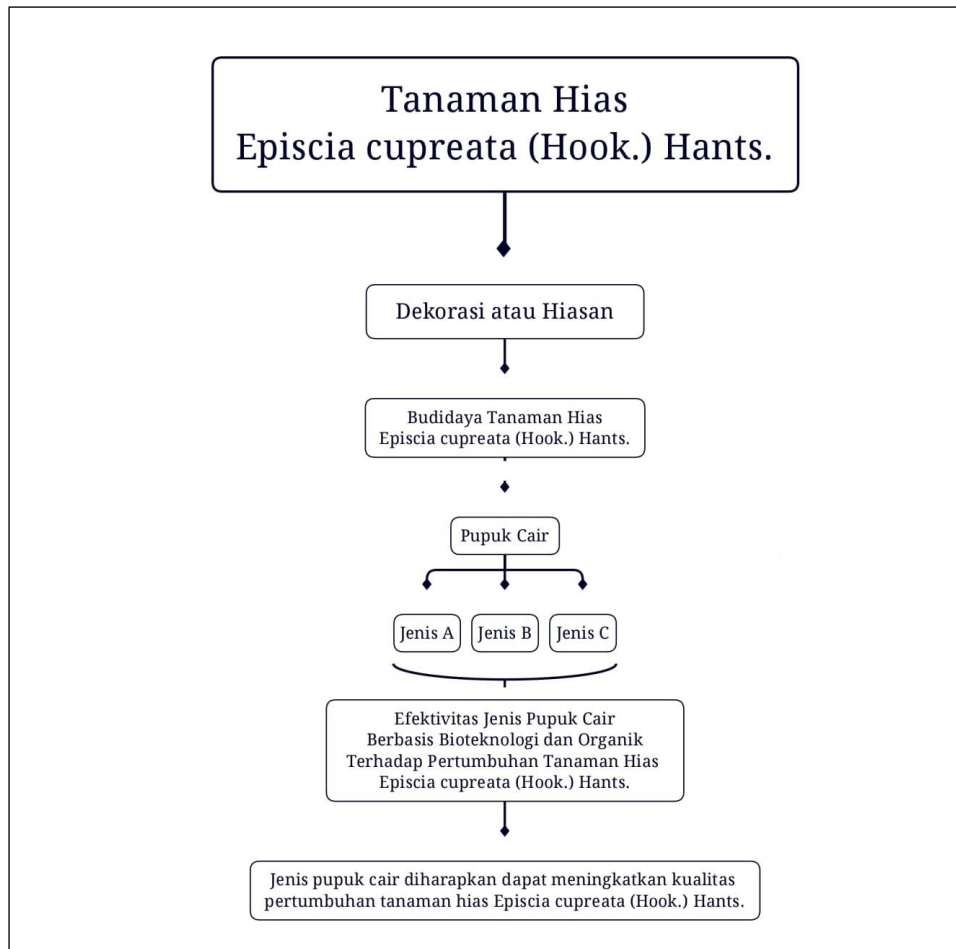 Tanaman Hias
Episcia cupreata (Hook.) Hants.
Dekorasi atau Hiasan
Budidaya Tanaman Hias
Episcia cupreata (Hook.) Hants.
Pupuk Cair
Jenis A
Jenis B
Jenis C
Efektivitas Jenis Pupuk Cair
Berbasis Bioteknologi dan Organik
Terhadap Pertumbuhan Tanaman Hias
Episcia cupreata (Hook.) Hants.
Jenis pupuk cair diharapkan dapat meningkatkan kualitas
pertumbuhan tanaman hias Episcia cupreata (Hook.) Hants.